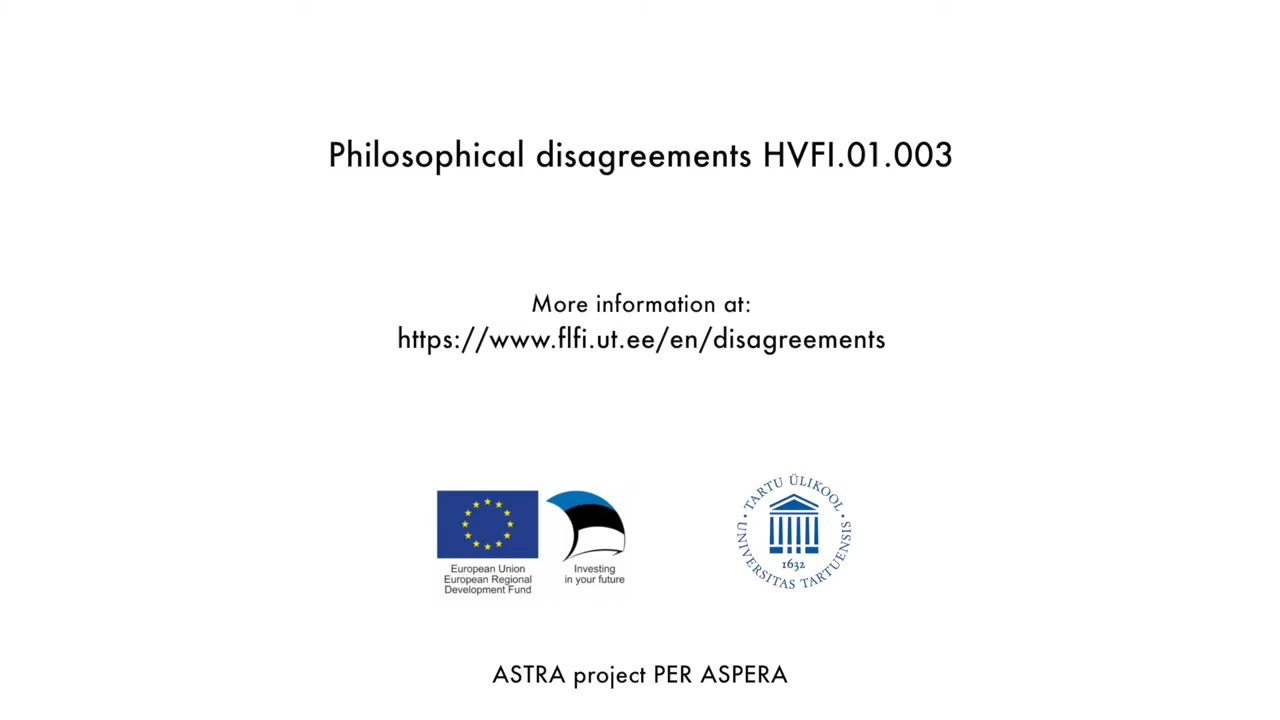 Philosophical disagreements HVFI.01.003
More information at:
https://www.flfi.ut.ee/en/disagreements
European Union
European Regional
Development Fund
Investing
in your future
TARTU ÜLIKOOL
UNIVERSITAS TARTUENSIS
1632
ASTRA project PER ASPERA